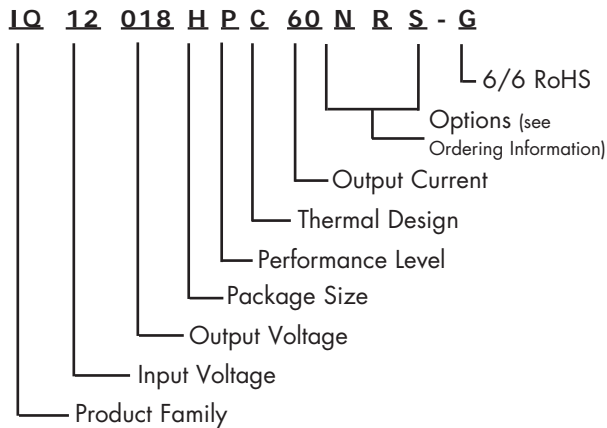 IQ 12 018 H P C 60 N R S - G
6/6 RoHS
Options (see
Ordering Information)
Output Current
Thermal Design
Performance Level
Package Size
Output Voltage
Input Voltage
Product Family